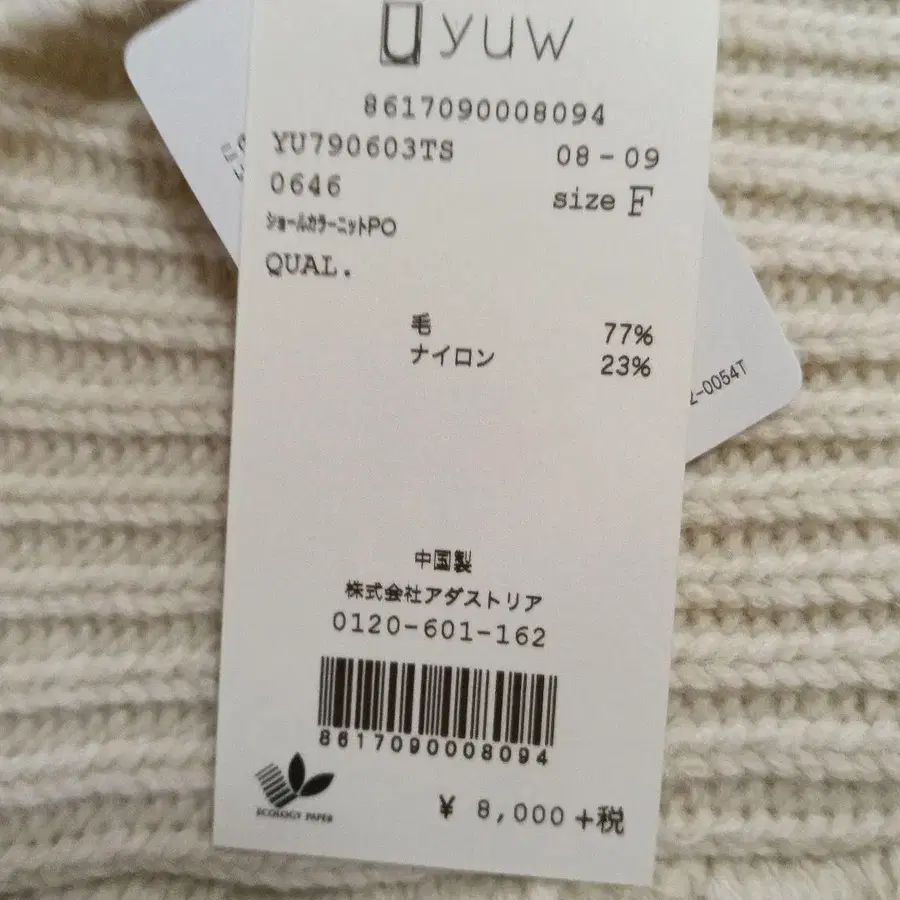 yuw
8617090008094
YU790603TS 08-09
0646 size F
ショールカラーニットPO
QUAL.
毛 77%
ナイロン 23%
2-0054T
中国製
株式会社アダストリア
0120-601-162
8617090008094
ECOLOGY PAPER
¥ 8,000+税